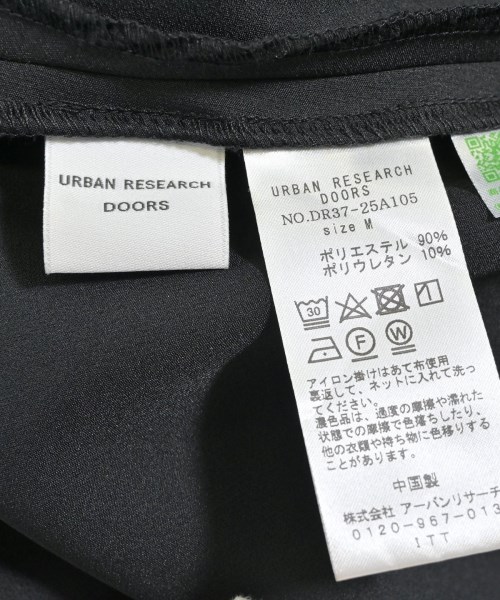 URBAN RESEARCH
DOORS
URBAN RESEARCH
DOORS
NO.DR37-25A105
size M
ポリエステル 90%
ポリウレタン 10%
30
F
W
アイロン掛けはあて布使用
裏返して、ネットに入れて洗っ
てください。
濃色品は、過度の摩擦や濡れた
状態での摩擦で色落ちしたり、
他の衣類や持ち物に色移りする
ことがあります。
中国製
株式会社 アーバンリサーチ
0120-967-013
ITT